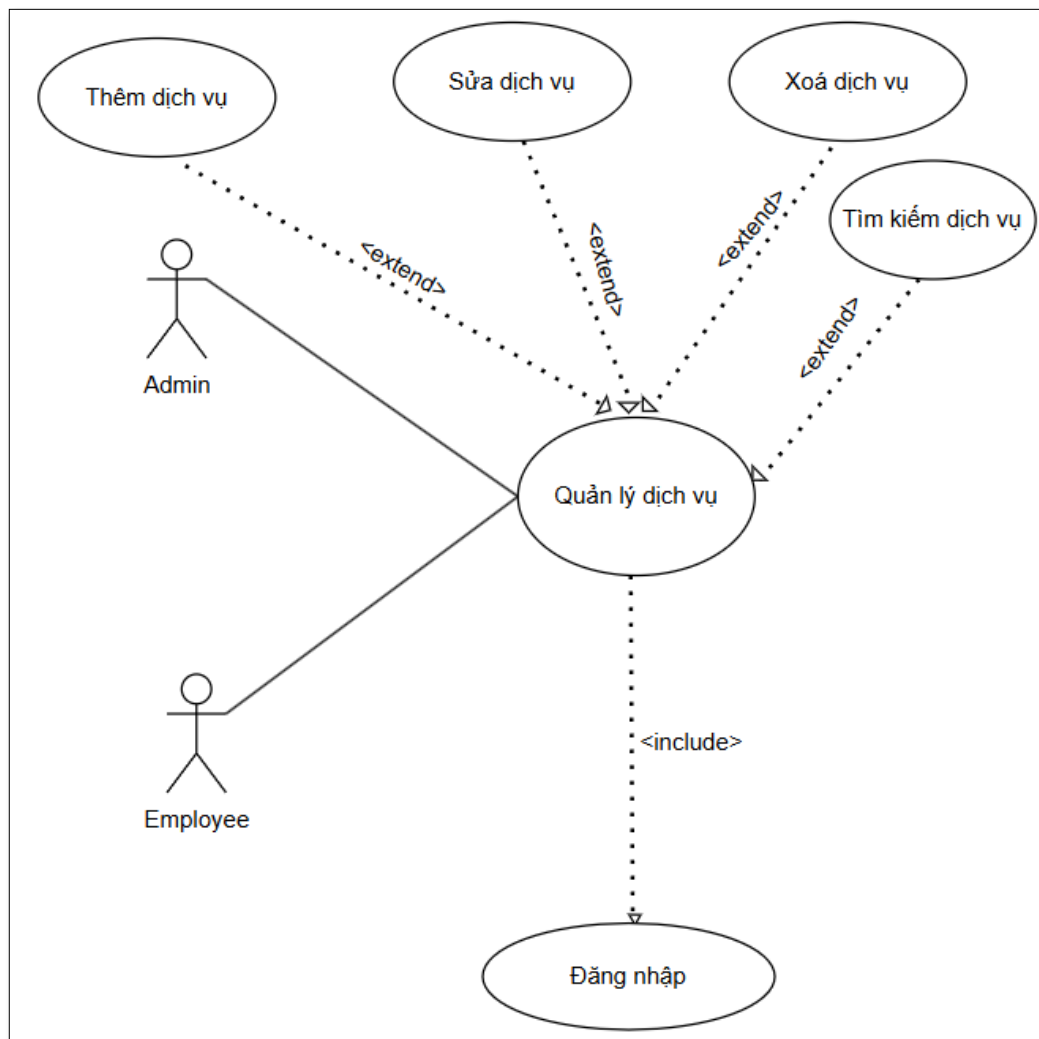 Thêm dịch vụ
Sửa dịch vụ
Xoá dịch vụ
Tìm kiếm dịch vụ
<extend>
<extend>
<extend>
<extend>
Admin
Quản lý dịch vụ
Employee
<include>
Đăng nhập